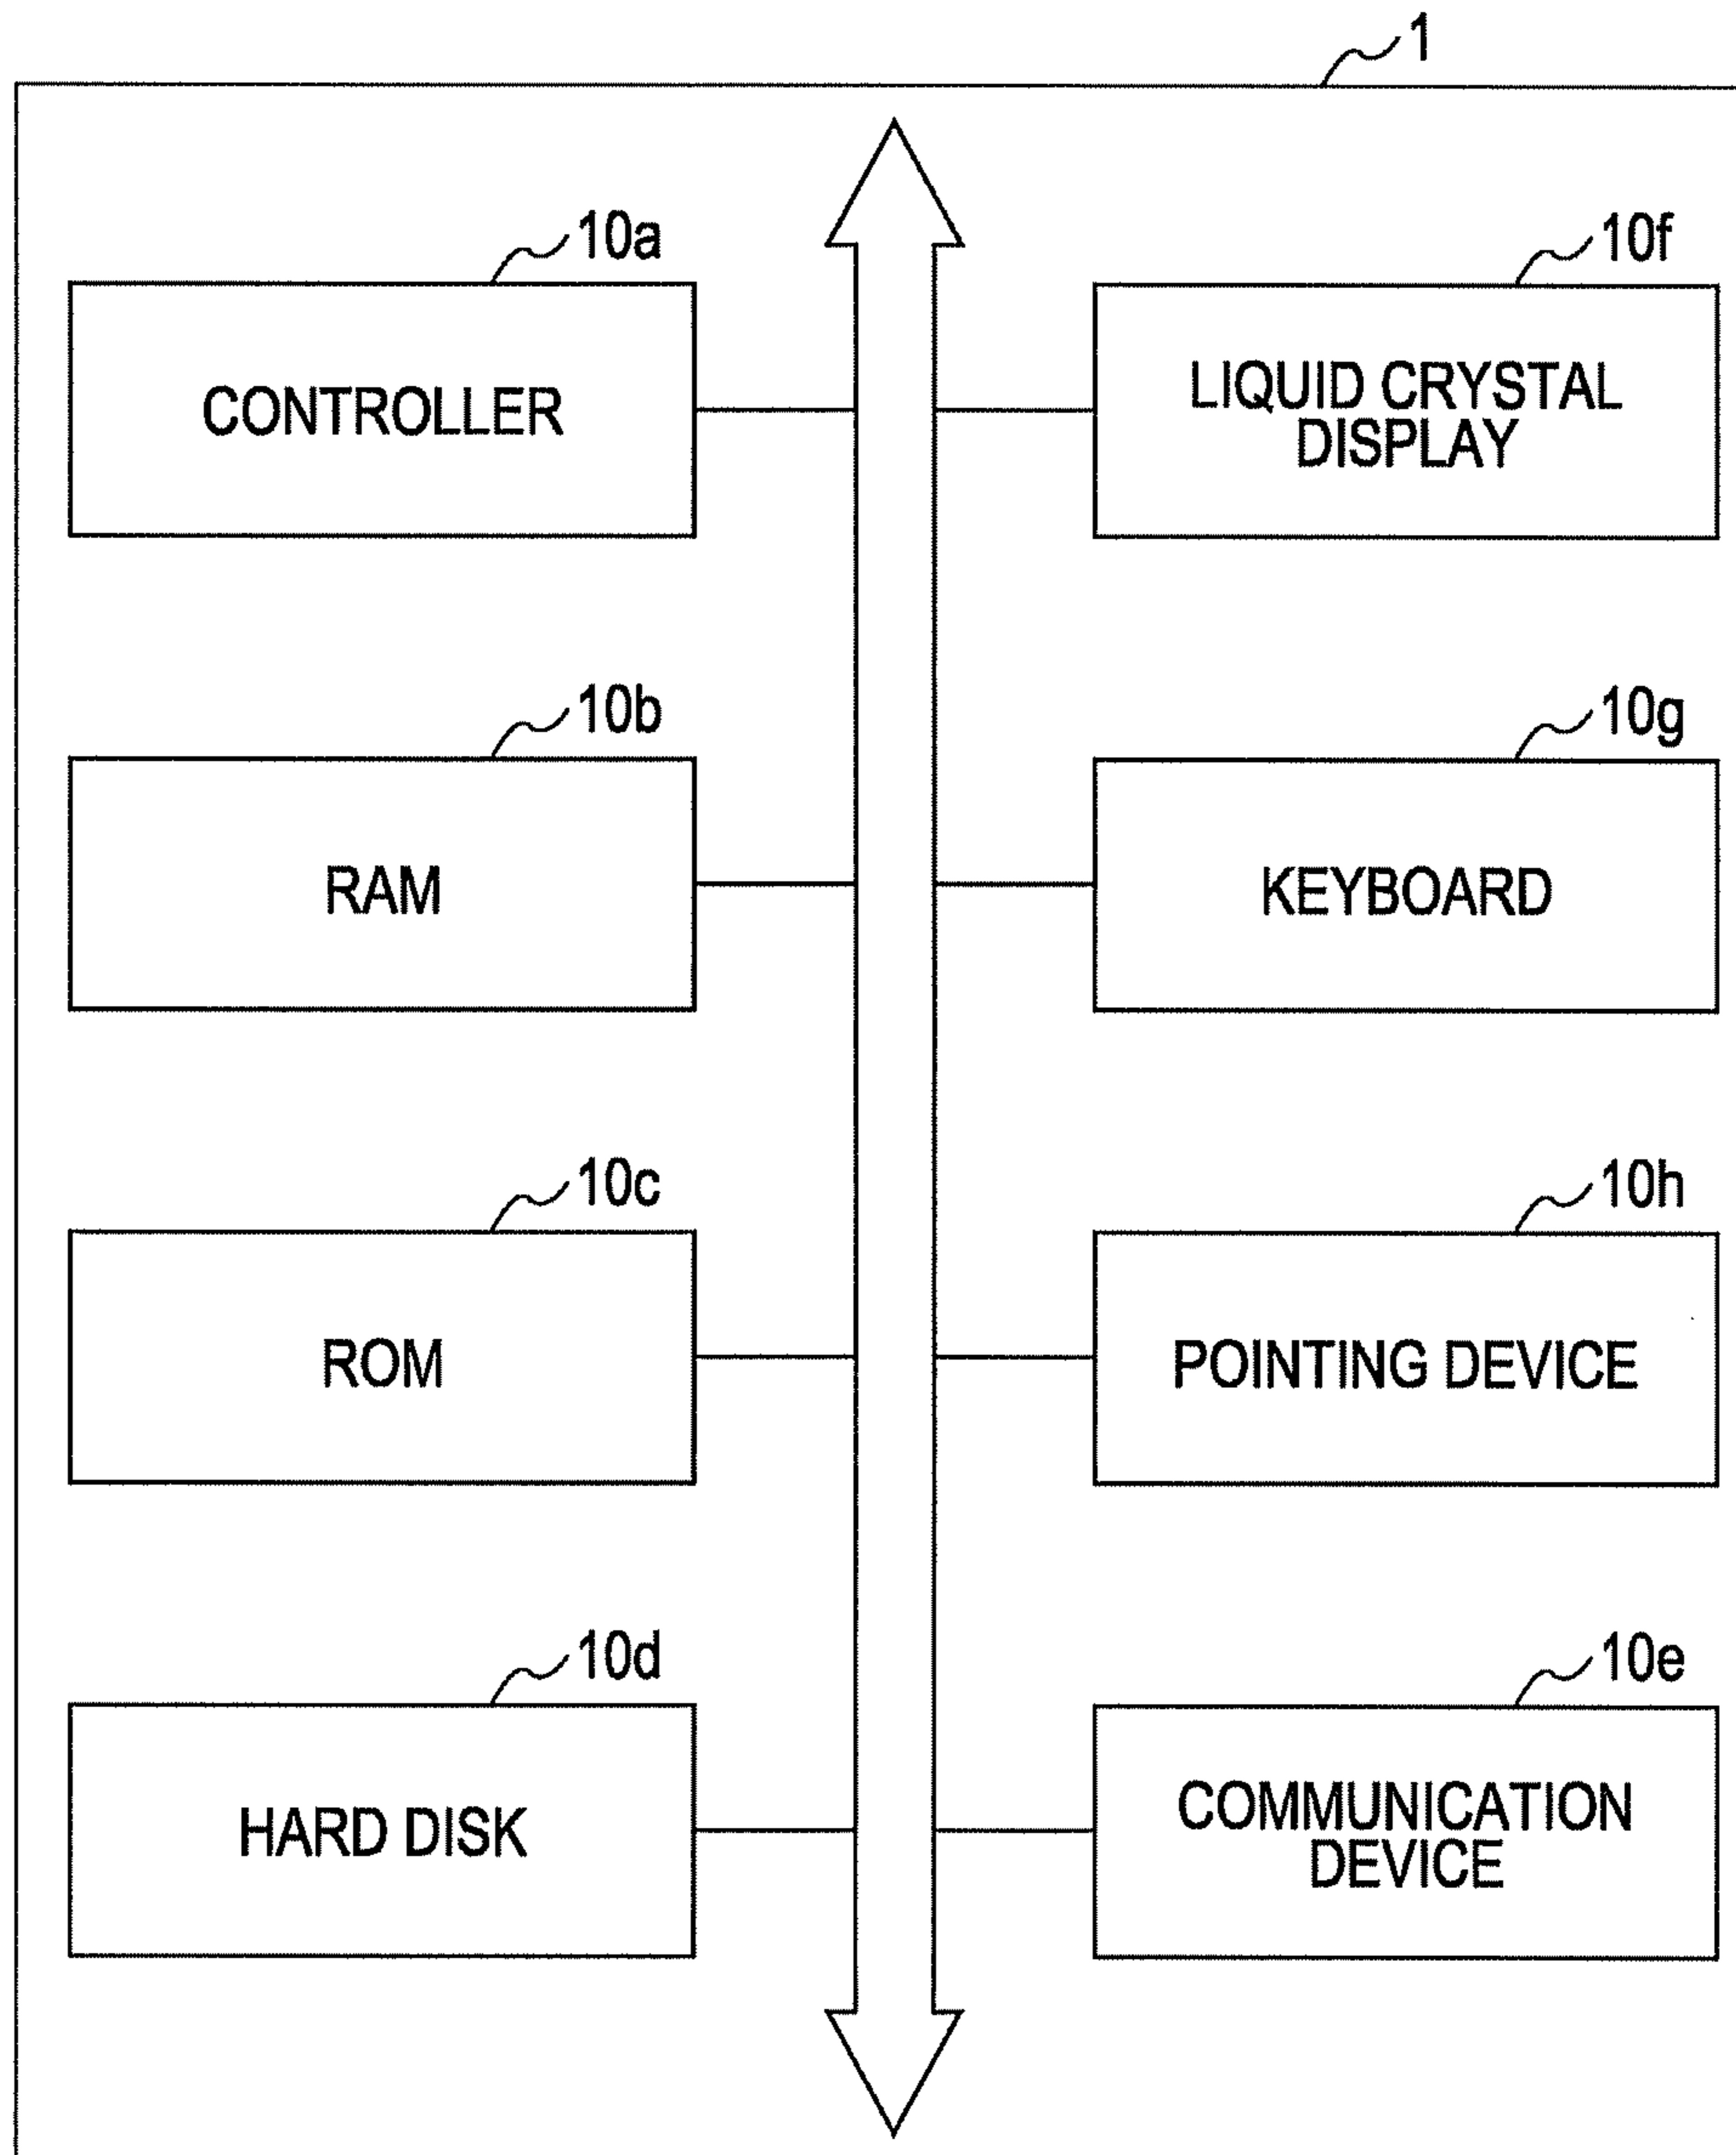 1
10a
CONTROLLER
10f
LIQUID CRYSTAL
DISPLAY
10b
RAM
10g
KEYBOARD
10c
ROM
10h
POINTING DEVICE
10d
HARD DISK
10e
COMMUNICATION
DEVICE